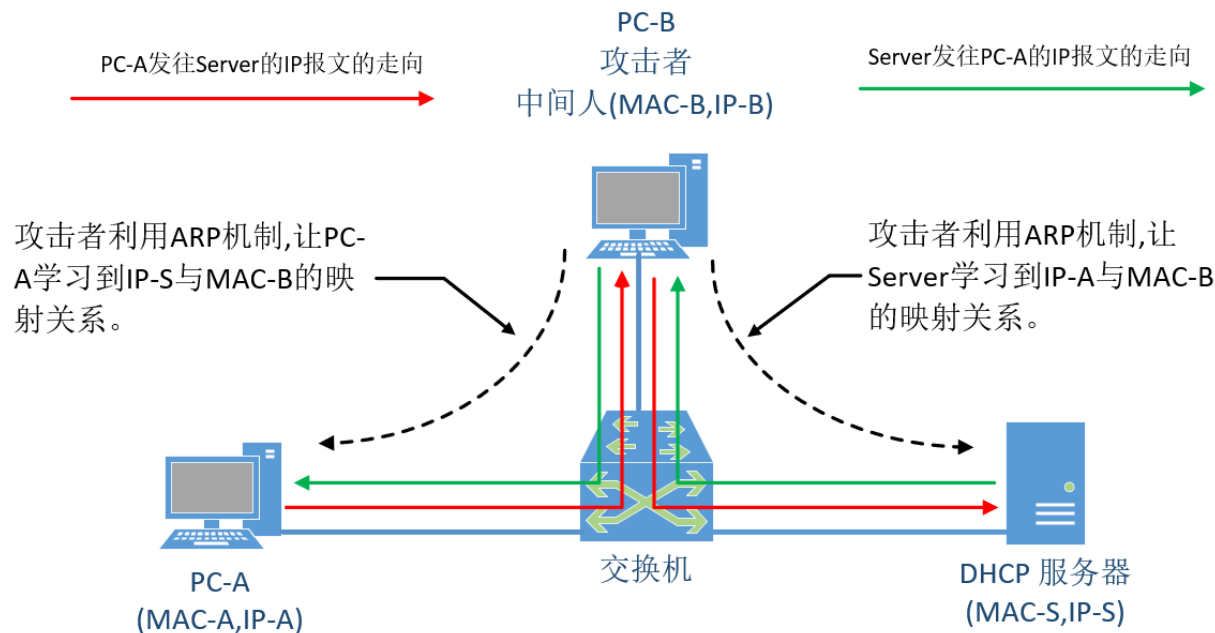 PC-B
攻击者
中间人(MAC-B,IP-B)
PC-A发往Server的IP报文的走向
Server发往PC-A的IP报文的走向
攻击者利用ARP机制,让PC-
A学习到IP-S与MAC-B的映
射关系。
攻击者利用ARP机制,让
Server学习到IP-A与MAC-B
的映射关系。
PC-A
(MAC-A,IP-A)
交换机
DHCP 服务器
(MAC-S,IP-S)